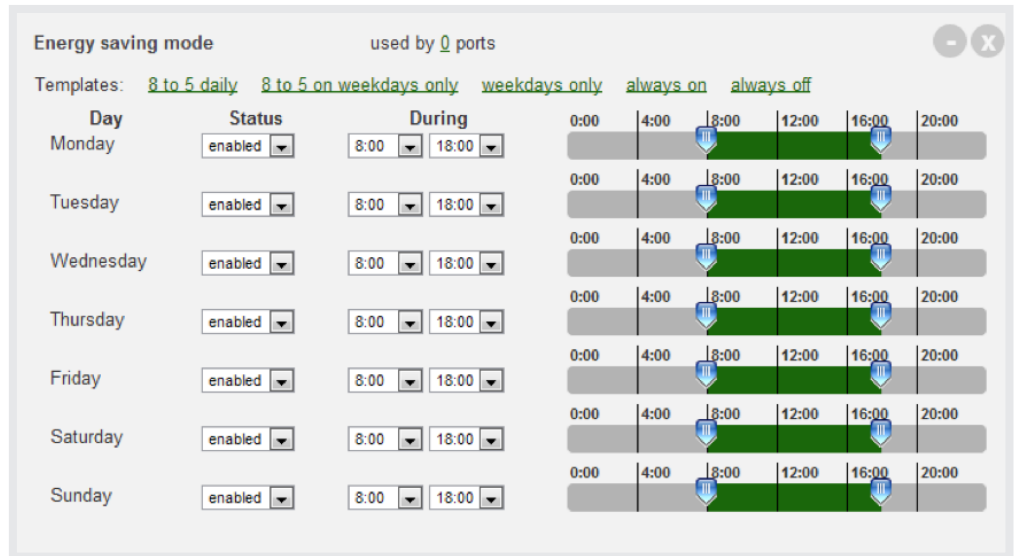 Energy saving mode used by 0 ports - x
Templates: 8 to 5 daily 8 to 5 on weekdays only weekdays only always on always off
Day Status During 0:00 4:00 8:00 12:00 16:00 20:00
Monday enabled 8:00 18:00
0:00 4:00 8:00 12:00 16:00 20:00
Tuesday enabled 8:00 18:00
0:00 4:00 8:00 12:00 16:00 20:00
Wednesday enabled 8:00 18:00
0:00 4:00 8:00 12:00 16:00 20:00
Thursday enabled 8:00 18:00
0:00 4:00 8:00 12:00 16:00 20:00
Friday enabled 8:00 18:00
0:00 4:00 8:00 12:00 16:00 20:00
Saturday enabled 8:00 18:00
0:00 4:00 8:00 12:00 16:00 20:00
Sunday enabled 8:00 18:00